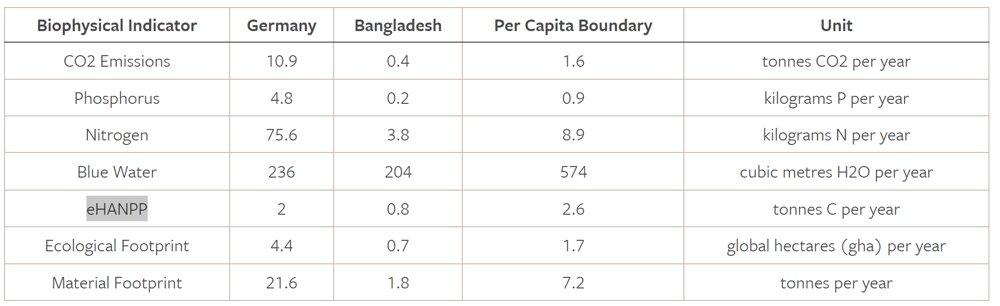 Biophysical Indicator Germany Bangladesh Per Capita Boundary Unit
CO2 Emissions 10.9 0.4 1.6 tonnes CO2 per year
Phosphorus 4.8 0.2 0.9 kilograms P per year
Nitrogen 75.6 3.8 8.9 kilograms N per year
Blue Water 236 204 574 cubic metres H2O per year
eHANPP 2 0.8 2.6 tonnes C per year
Ecological Footprint 4.4 0.7 1.7 global hectares (gha) per year
Material Footprint 21.6 1.8 7.2 tonnes per year